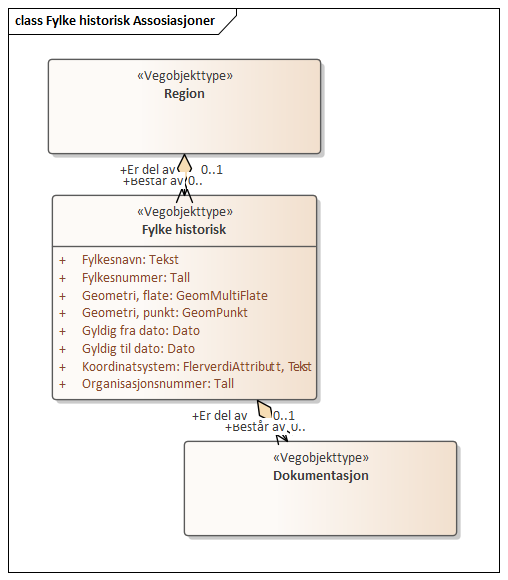 class Fylke historisk Assosiasjoner
«Vegobjekttype»
Region
+Er del av 0..1
+Består av 0..
«Vegobjekttype»
Fylke historisk
+ Fylkesnavn: Tekst
+ Fylkesnummer: Tall
+ Geometri, flate: GeomMultiFlate
+ Geometri, punkt: GeomPunkt
+ Gyldig fra dato: Dato
+ Gyldig til dato: Dato
+ Koordinatsystem: FlerverdiAttributt, Tekst
+ Organisasjonsnummer: Tall
+Er del av 0..1
+Består av 0..
«Vegobjekttype»
Dokumentasjon